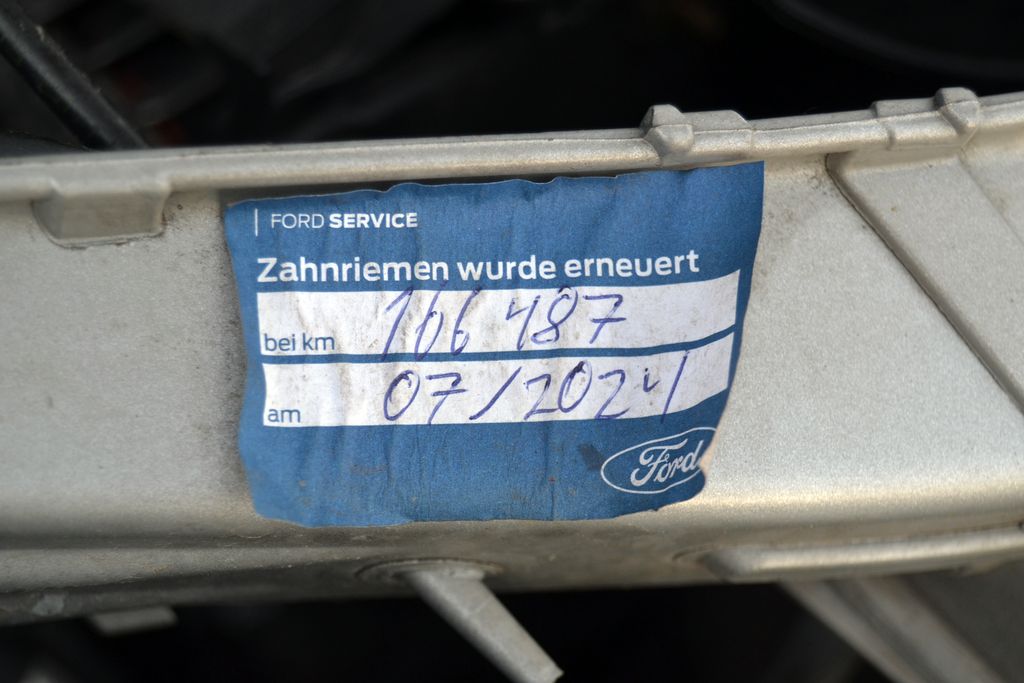 FORD SERVICE
Zahnriemen wurde erneuert
bei km 166 487
am 07/2024
Ford